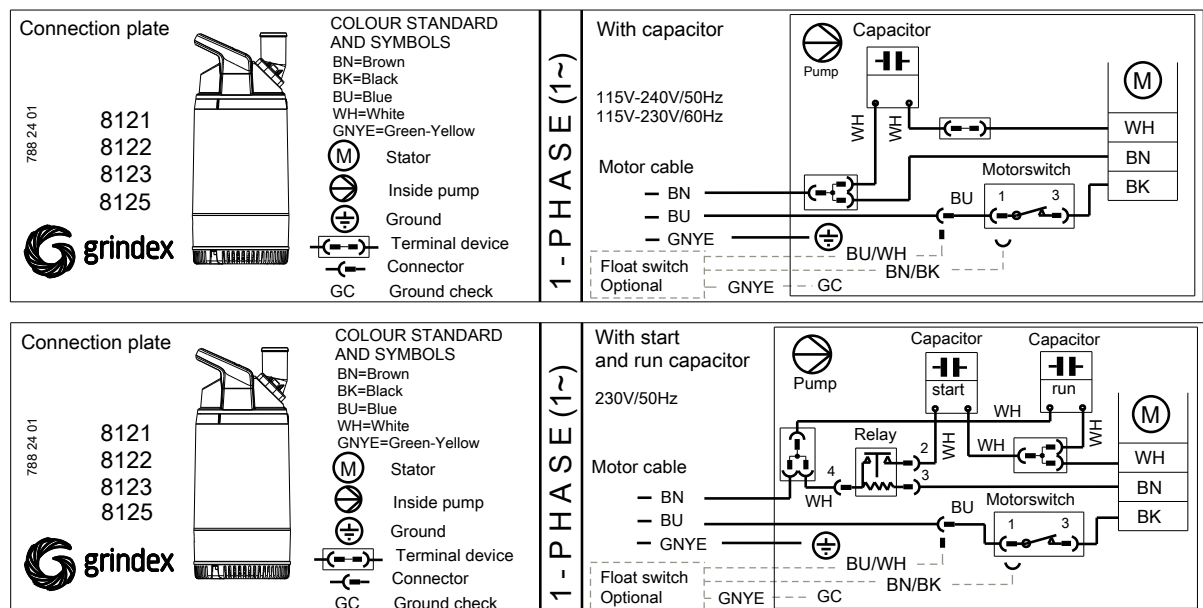 Connection plate
788 24 01
8121
8122
8123
8125
grindex
COLOUR STANDARD
AND SYMBOLS
BN=Brown
BK=Black
BU=Blue
WH=White
GNYE=Green-Yellow
M Stator
Inside pump
Ground
Terminal device
Connector
GC Ground check
1 - PHASE (1~)
With capacitor
115V-240V/50Hz
115V-230V/60Hz
Motor cable
BN
BU
GNYE
Float switch
Optional
GNYE
GC
BU/WH
BN/BK
Pump
Capacitor
WH
WH
BU
Motorswitch
1 3
M
WH
BN
BK
Connection plate
788 24 01
8121
8122
8123
8125
grindex
COLOUR STANDARD
AND SYMBOLS
BN=Brown
BK=Black
BU=Blue
WH=White
GNYE=Green-Yellow
M Stator
Inside pump
Ground
Terminal device
Connector
GC Ground check
1 - PHASE (1~)
With start
and run capacitor
230V/50Hz
Motor cable
BN
BU
GNYE
Float switch
Optional
GNYE
GC
BU/WH
BN/BK
Pump
Capacitor
start
Capacitor
run
WH
WH
WH
WH
Relay
2
4
3
WH
BU
Motorswitch
1 3
M
WH
BN
BK